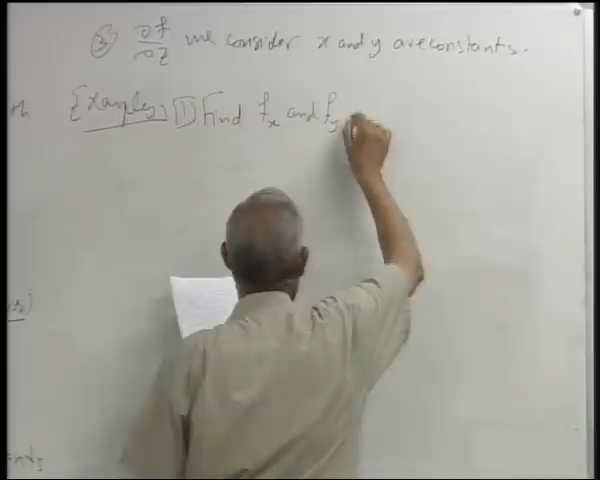 ③ ∂f/∂z we consider x and y are constants.
Examples [1] Find fx and fy